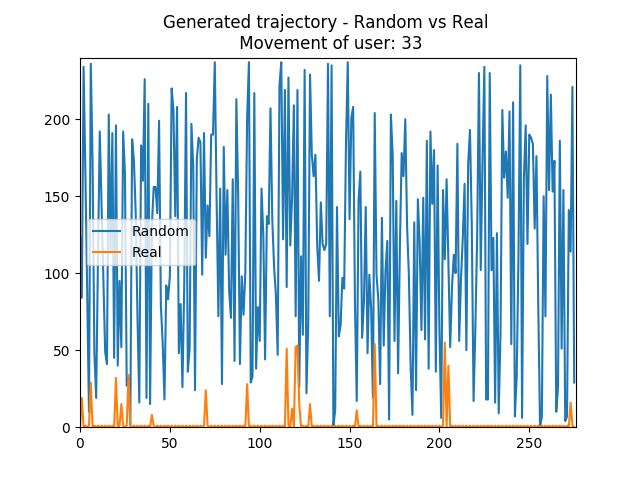 Generated trajectory - Random vs Real
Movement of user: 33
200
150
100
50
0
Random
Real
0 50 100 150 200 250